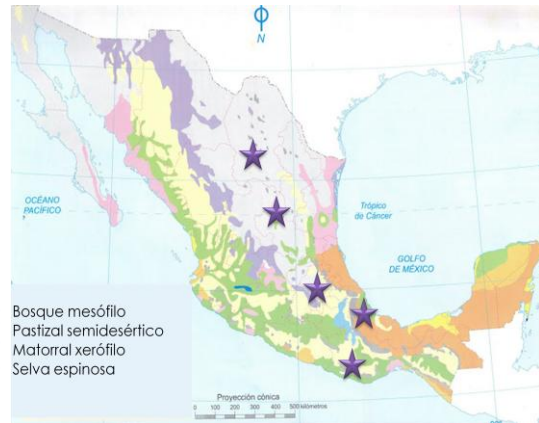 N
OCÉANO
PACÍFICO
Trópico
de Cáncer
GOLFO
DE MÉXICO
Bosque mesófilo
Pastizal semidesértico
Matorral xerófilo
Selva espinosa
Proyección cónica
0 100 200 300 400 500 kilómetros